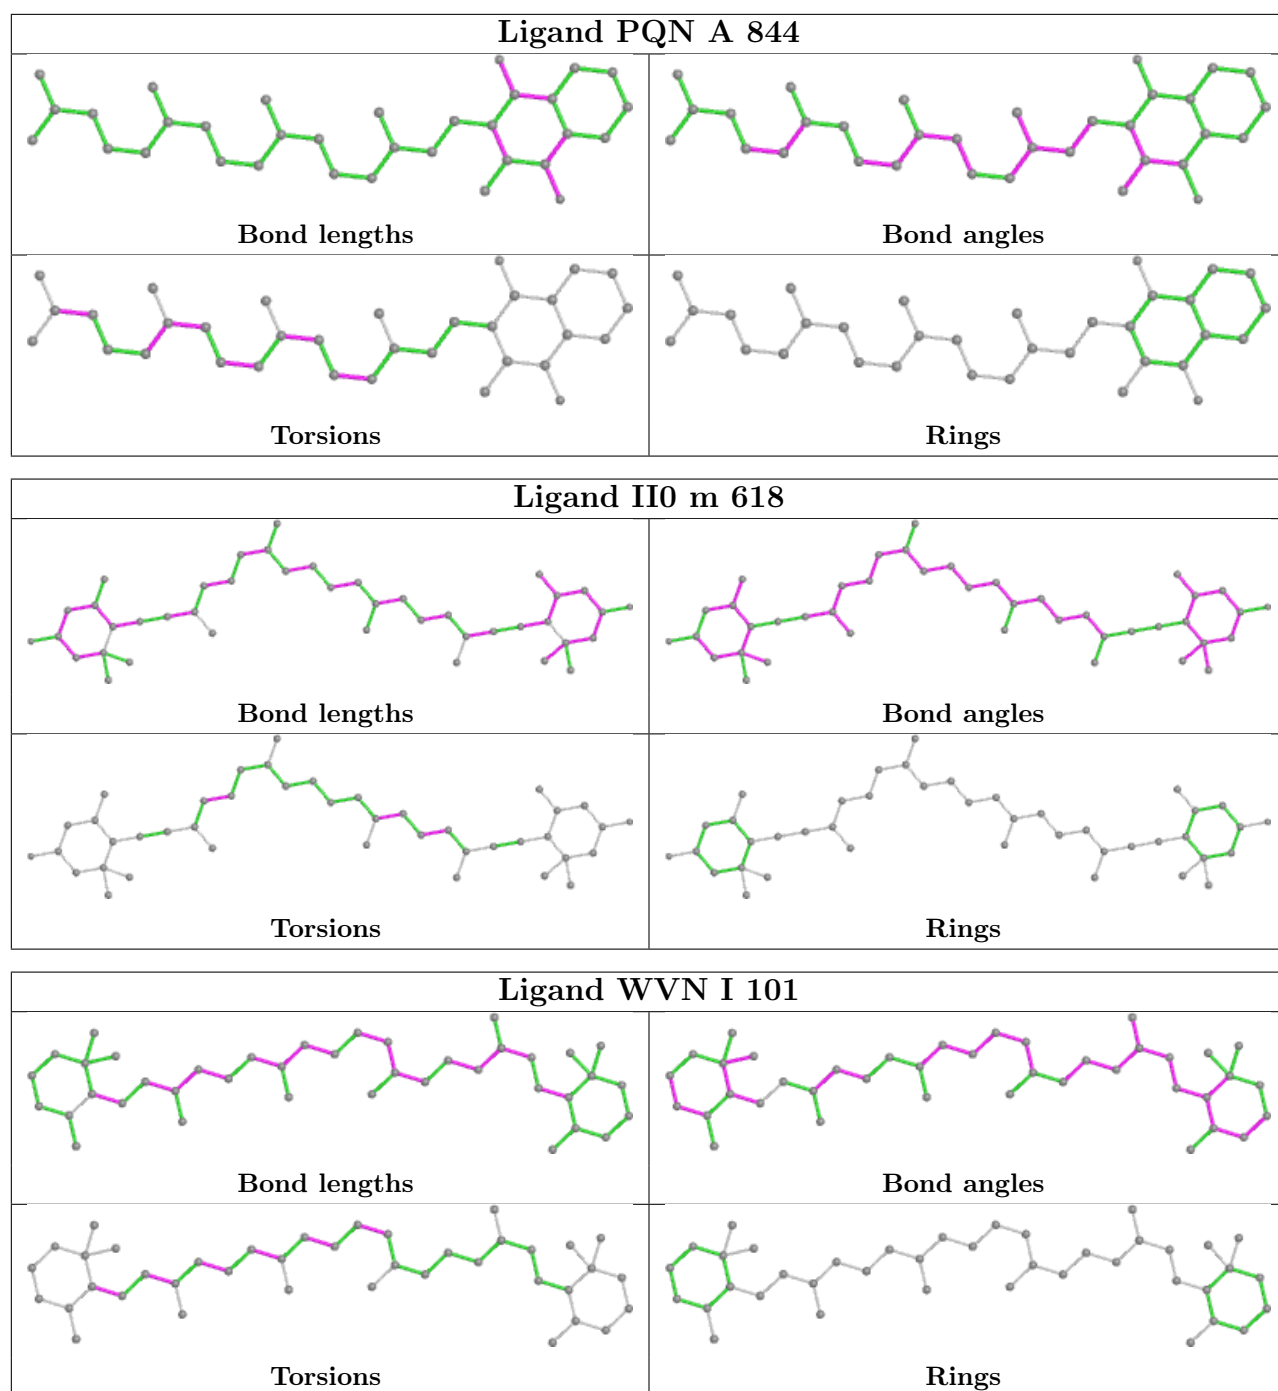 Ligand PQN A 844
Bond lengths
Bond angles
Torsions
Rings
Ligand II0 m 618
Bond lengths
Bond angles
Torsions
Rings
Ligand WVN I 101
Bond lengths
Bond angles
Torsions
Rings